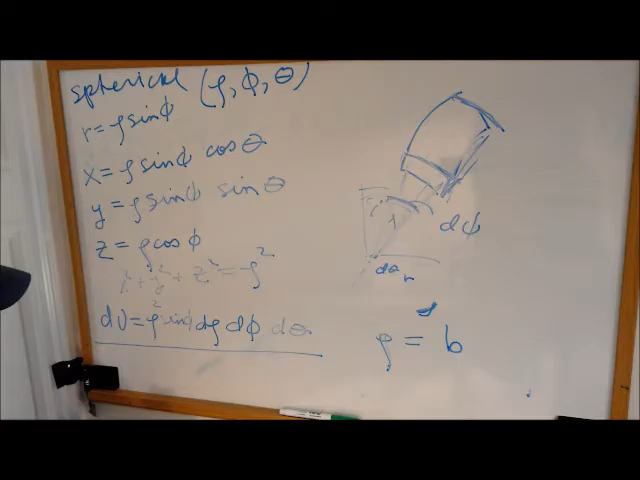 spherical (ρ, φ, θ)
r = ρ sin φ
x = ρ sin φ cos θ
y = ρ sin φ sin θ
z = ρ cos φ
x² + y² + z² = ρ²
dV = ρ² sin φ dρ dφ dθ
dφ
dθ
r
ρ = b